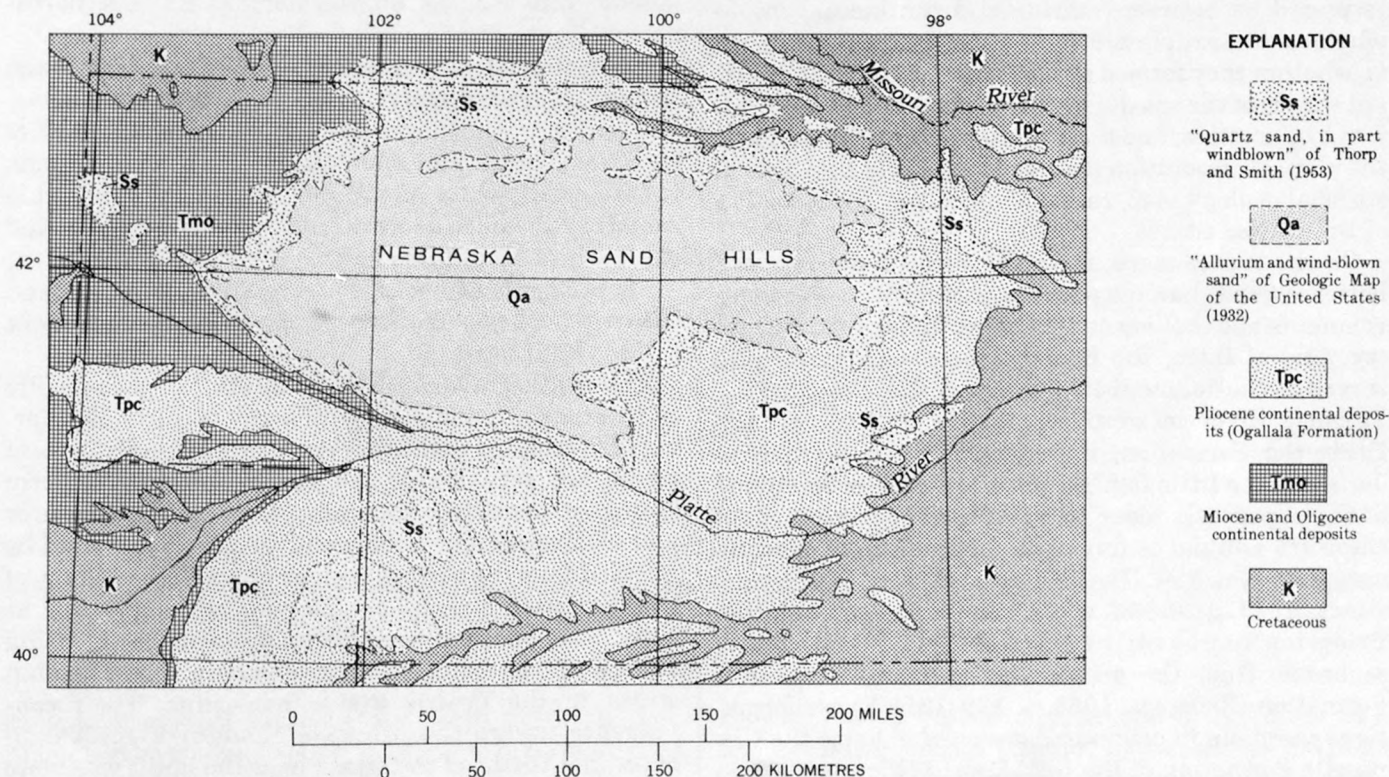 104°
102°
100°
98°
K
Ss
Missouri
River
K
Tpc
Ss
Tmo
Ss
42°
NEBRASKA SAND HILLS
Qa
Tpc
Tpc
Ss
River
Platte
Ss
K
Tpc
K
40°
0 50 100 150 200 MILES
0 50 100 150 200 KILOMETRES
EXPLANATION
Ss
"Quartz sand, in part
windblown" of Thorp
and Smith (1953)
Qa
"Alluvium and wind-blown
sand" of Geologic Map
of the United States
(1932)
Tpc
Pliocene continental depos-
its (Ogallala Formation)
Tmo
Miocene and Oligocene
continental deposits
K
Cretaceous